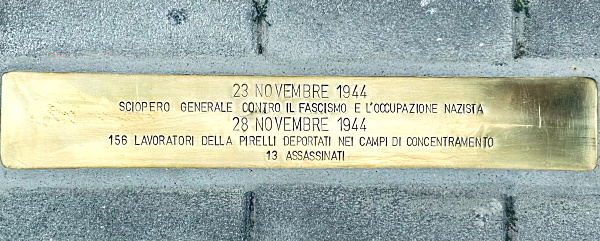 23 NOVEMBRE 1944
SCIOPERO GENERALE CONTRO IL FASCISMO E L'OCCUPAZIONE NAZISTA
28 NOVEMBRE 1944
156 LAVORATORI DELLA PIRELLI DEPORTATI NEI CAMPI DI CONCENTRAMENTO
13 ASSASSINATI